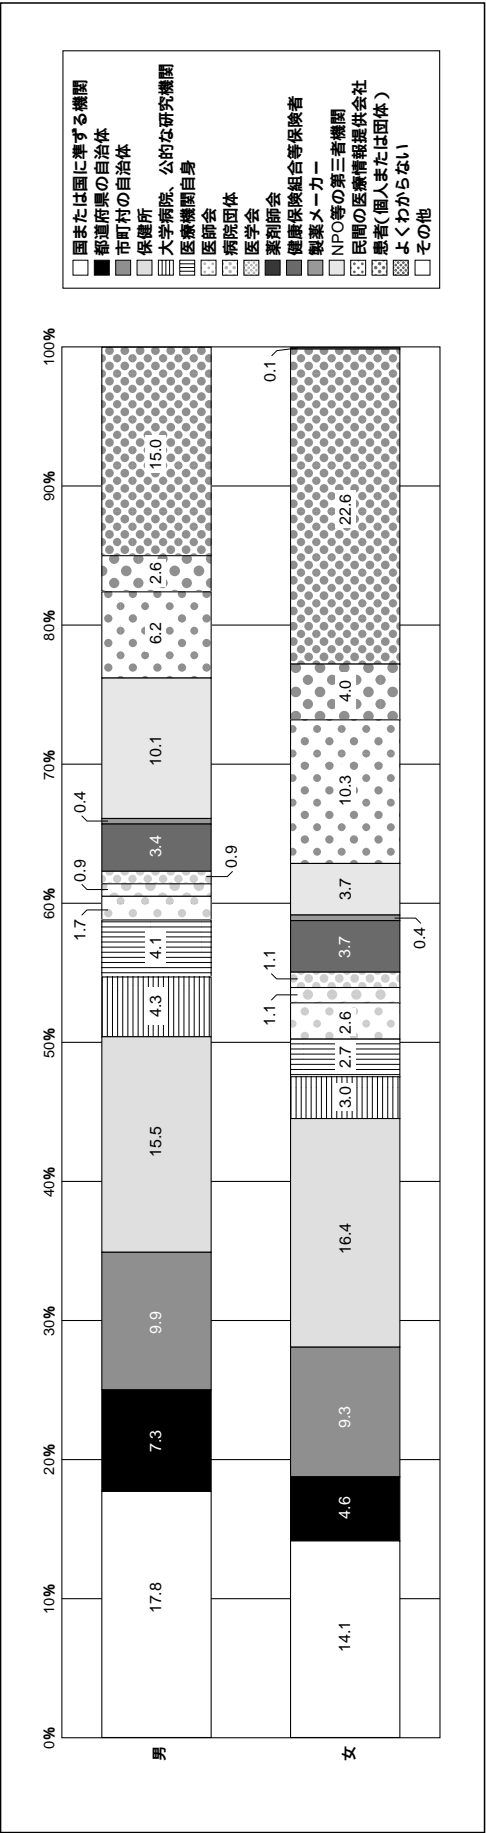 0%
10%
20%
30%
40%
50%
60%
70%
80%
90%
100%
男
17.8
7.3
9.9
15.5
4.3
4.1
1.7
0.9
0.9
3.4
0.4
10.1
6.2
2.6
15.0
女
14.1
4.6
9.3
16.4
3.0
2.7
2.6
1.1
1.1
3.7
0.4
3.7
10.3
4.0
22.6
0.1
国または国に準ずる機関
都道府県の自治体
市町村の自治体
保健所
大学病院、公的な研究機関
医療機関自身
医師会
病院団体
医学会
薬剤師会
健康保険組合等保険者
製薬メーカー
NPO等の第三者機関
民間の医療情報提供会社
患者(個人または団体)
よくわからない
その他